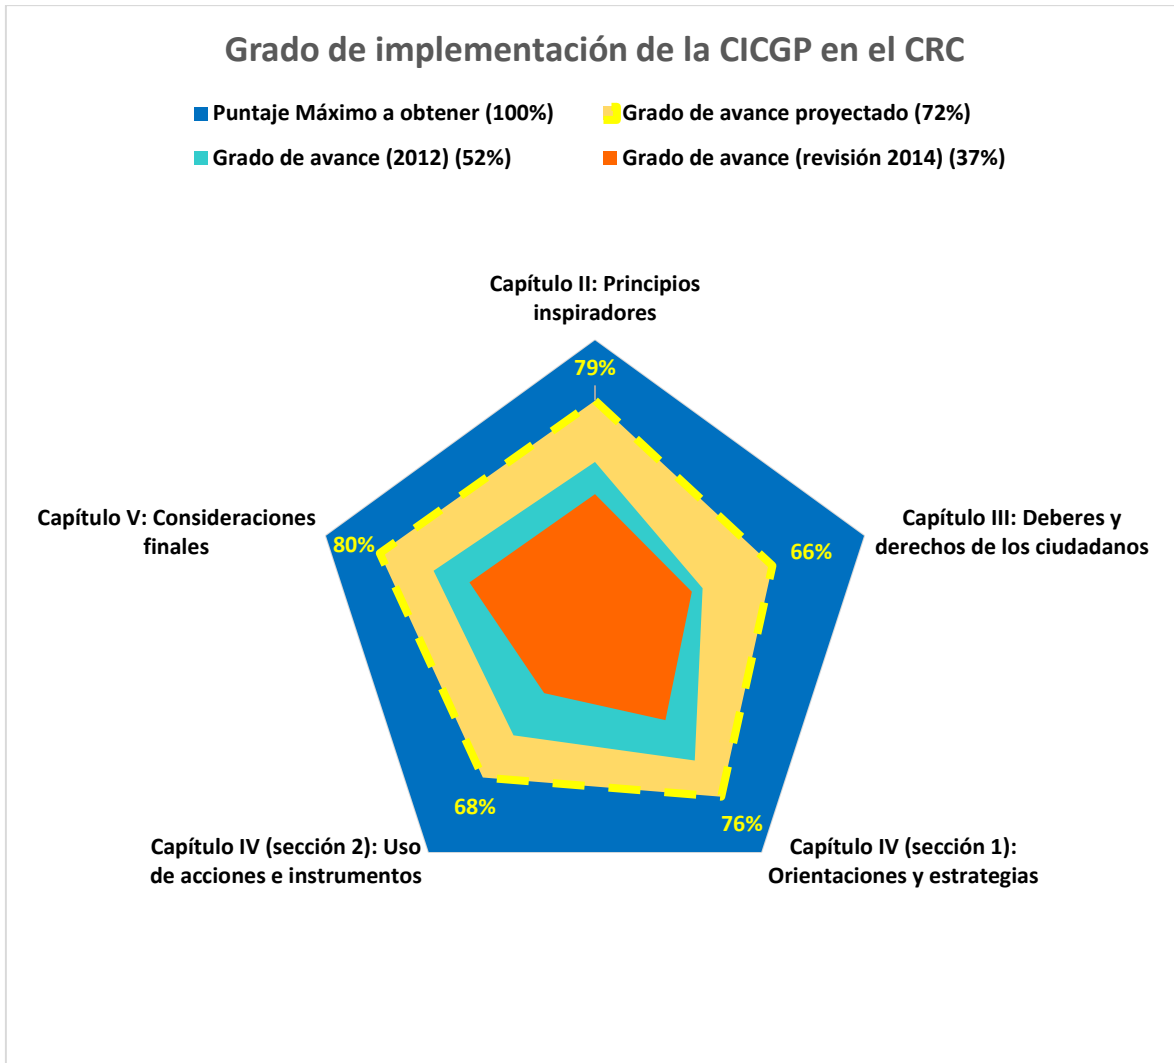 Grado de implementación de la CICGP en el CRC
Puntaje Máximo a obtener (100%)
Grado de avance proyectado (72%)
Grado de avance (2012) (52%)
Grado de avance (revisión 2014) (37%)
Capítulo II: Principios
inspiradores
79%
Capítulo III: Deberes y
derechos de los ciudadanos
66%
Capítulo IV (sección 1):
Orientaciones y estrategias
76%
Capítulo IV (sección 2): Uso
de acciones e instrumentos
68%
Capítulo V: Consideraciones
finales
80%